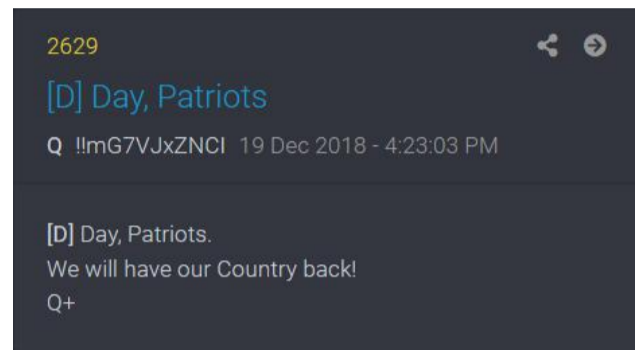 2629
[D] Day, Patriots
Q !!mG7VJxZNCI 19 Dec 2018 - 4:23:03 PM
[D] Day, Patriots.
We will have our Country back!
Q+